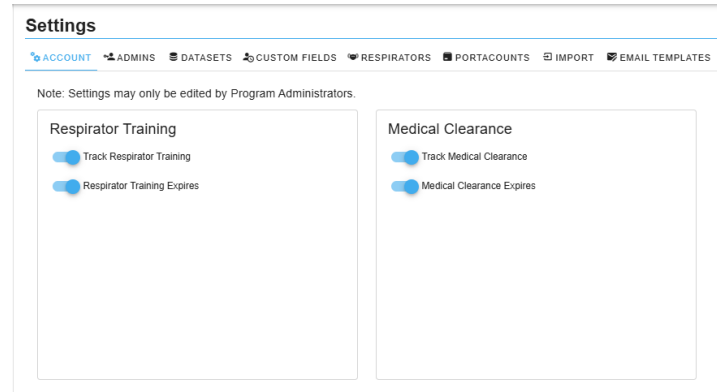 Settings
ACCOUNT ADMINS DATASETS CUSTOM FIELDS RESPIRATORS PORTACOUNTS IMPORT EMAIL TEMPLATES
Note: Settings may only be edited by Program Administrators.
Respirator Training
Track Respirator Training
Respirator Training Expires
Medical Clearance
Track Medical Clearance
Medical Clearance Expires